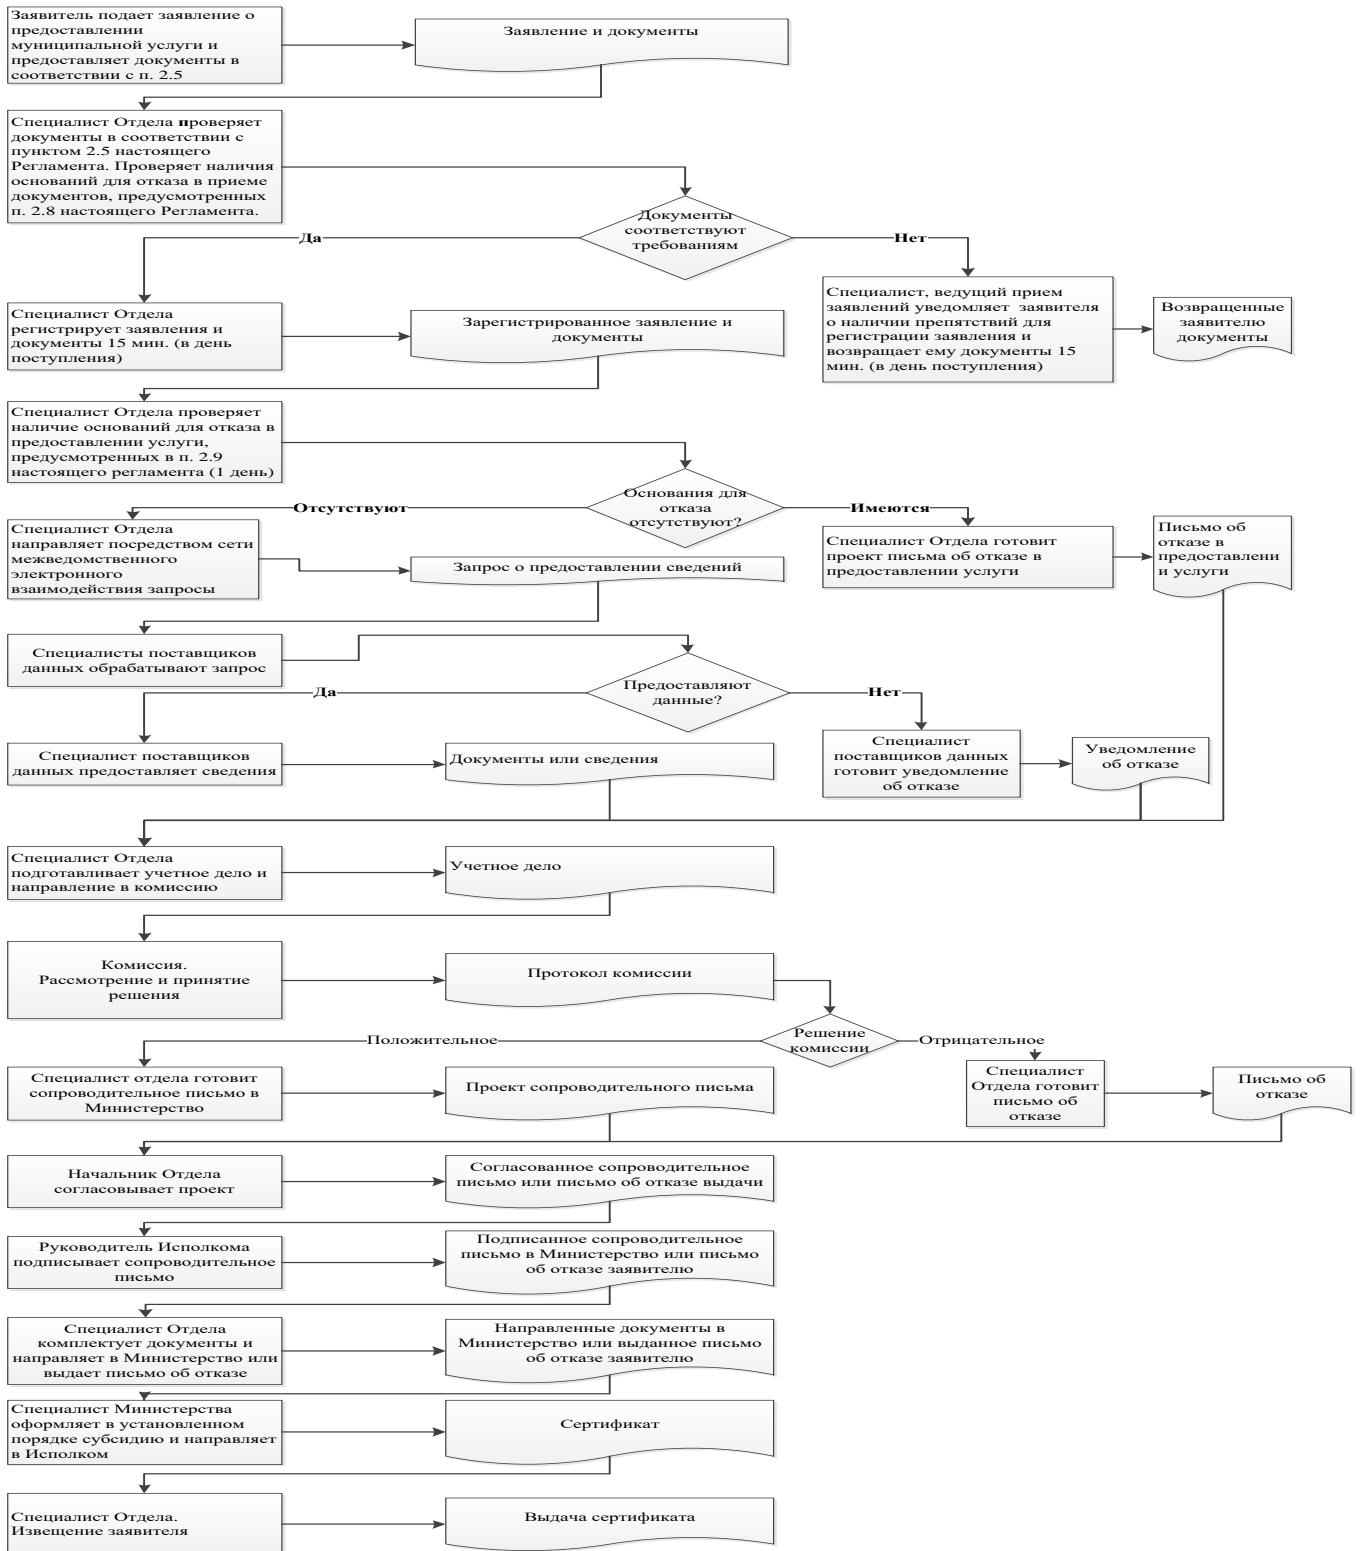 Заявитель подает заявление о
предоставлении
муниципальной услуги и
предоставляет документы в
соответствии с п. 2.5
Заявление и документы
Специалист Отдела проверяет
документы в соответствии с
пунктом 2.5 настоящего
Регламента. Проверяет наличия
оснований для отказа в приеме
документов, предусмотренных
п. 2.8 настоящего Регламента.
Документы
соответствуют
требованиям
Да
Нет
Специалист Отдела
регистрирует заявления и
документы 15 мин. (в день
поступления)
Зарегистрированное заявление и
документы
Специалист, ведущий прием
заявлений уведомляет заявителя
о наличии препятствий для
регистрации заявления и
возвращает ему документы 15
мин. (в день поступления)
Возвращенные
заявителю
документы
Специалист Отдела проверяет
наличие оснований для отказа в
предоставлении услуги,
предусмотренных в п. 2.9
настоящего регламента (1 день)
Основания для
отказа
отсутствуют?
Отсутствуют
Имеются
Специалист Отдела
направляет посредством сети
межведомственного
электронного
взаимодействия запросы
Запрос о предоставлении сведений
Специалист Отдела готовит
проект письма об отказе в
предоставлении услуги
Письмо об
отказе в
предоставлени
и услуги
Специалисты поставщиков
данных обрабатывают запрос
Предоставляют
данные?
Да
Нет
Специалист поставщиков
данных предоставляет сведения
Документы или сведения
Специалист
поставщиков данных
готовит уведомление
об отказе
Уведомление
об отказе
Специалист Отдела
подготавливает учетное дело и
направление в комиссию
Учетное дело
Комиссия.
Рассмотрение и принятие
решения
Протокол комиссии
Решение
комиссии
Положительное
Отрицательное
Специалист отдела готовит
сопроводительное письмо в
Министерство
Проект сопроводительного письма
Специалист
Отдела готовит
письмо об
отказе
Письмо об
отказе
Начальник Отдела
согласовывает проект
Согласованное сопроводительное
письмо или письмо об отказе выдачи
Руководитель Исполкома
подписывает сопроводительное
письмо
Подписанное сопроводительное
письмо в Министерство или письмо
об отказе заявителю
Специалист Отдела
комплектует документы и
направляет в Министерство или
выдает письмо об отказе
Направленные документы в
Министерство или выданное письмо
об отказе заявителю
Специалист Министерства
оформляет в установленном
порядке субсидию и направляет
в Исполком
Сертификат
Специалист Отдела.
Извещение заявителя
Выдача сертификата